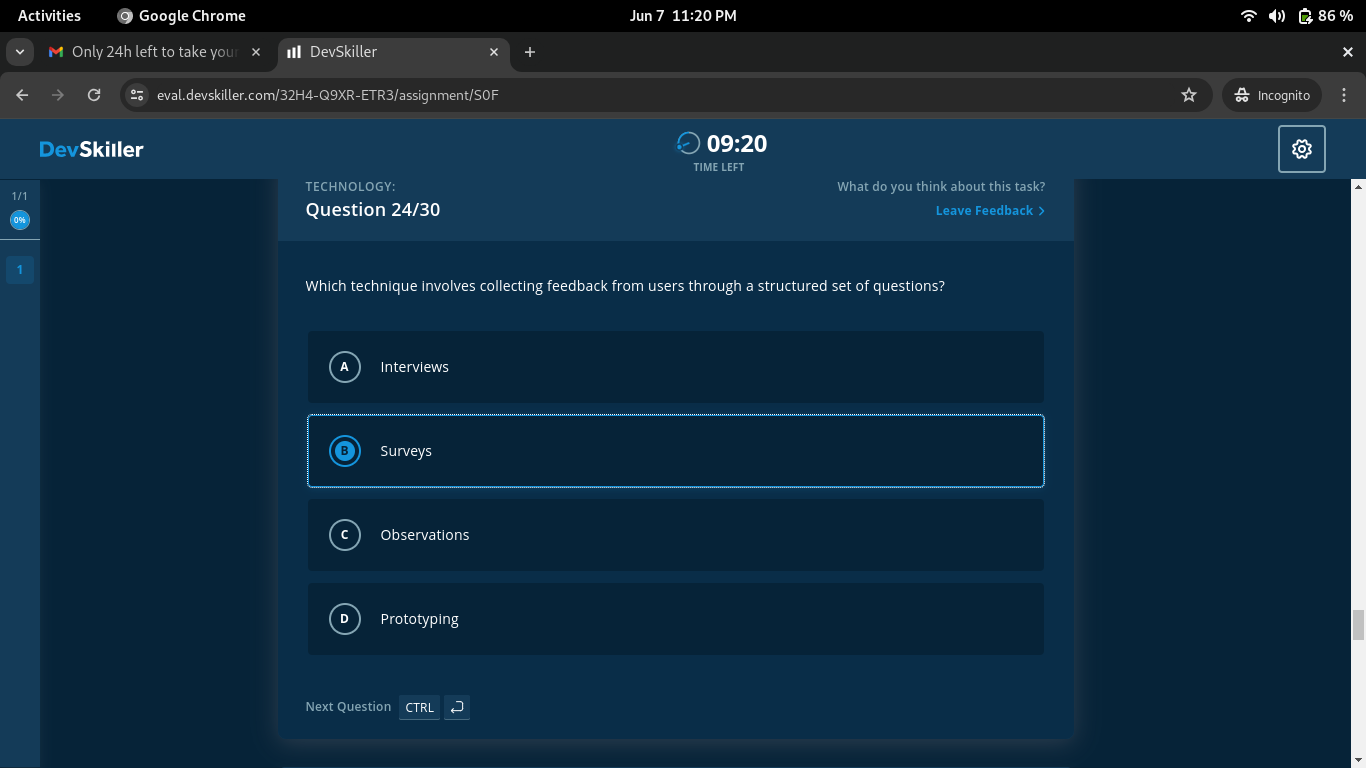 Activities Google Chrome Jun 7 11:20 PM 86 %
Only 24h left to take your DevSkiller
eval.devskiller.com/32H4-Q9XR-ETR3/assignment/S0F Incognito
DevSkiller 09:20
TIME LEFT
1/1
0%
1
TECHNOLOGY: What do you think about this task?
Question 24/30 Leave Feedback
Which technique involves collecting feedback from users through a structured set of questions?
A Interviews
B Surveys
C Observations
D Prototyping
Next Question CTRL